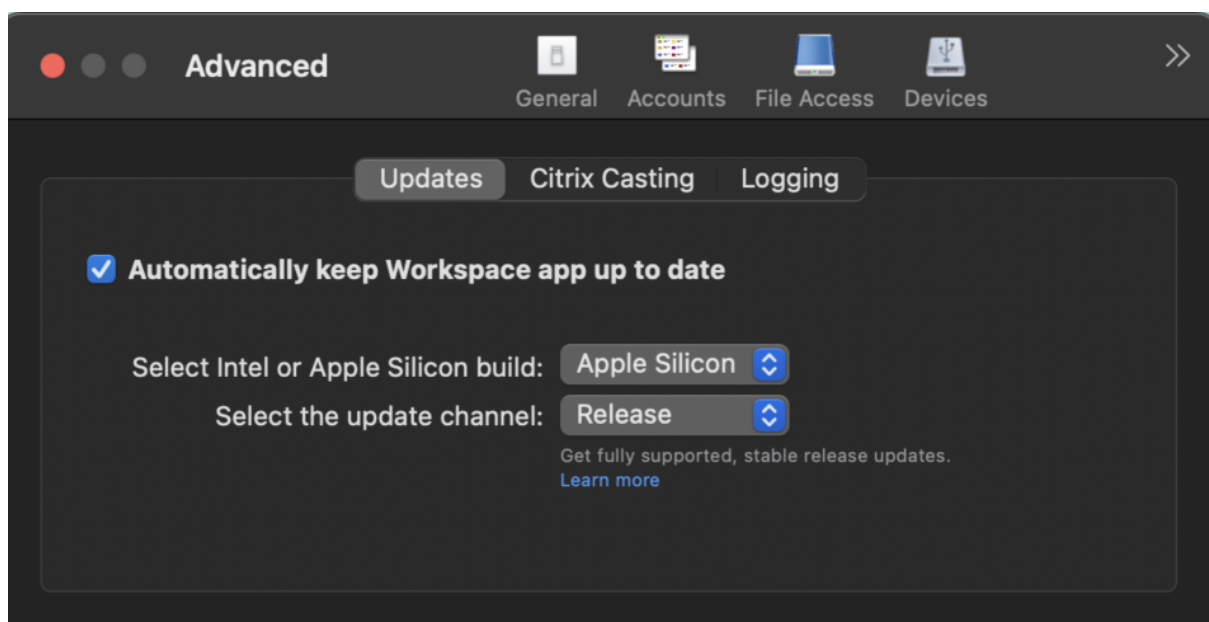 Advanced
General Accounts File Access Devices
Updates Citrix Casting Logging
Automatically keep Workspace app up to date
Select Intel or Apple Silicon build: Apple Silicon
Select the update channel: Release
Get fully supported, stable release updates.
Learn more